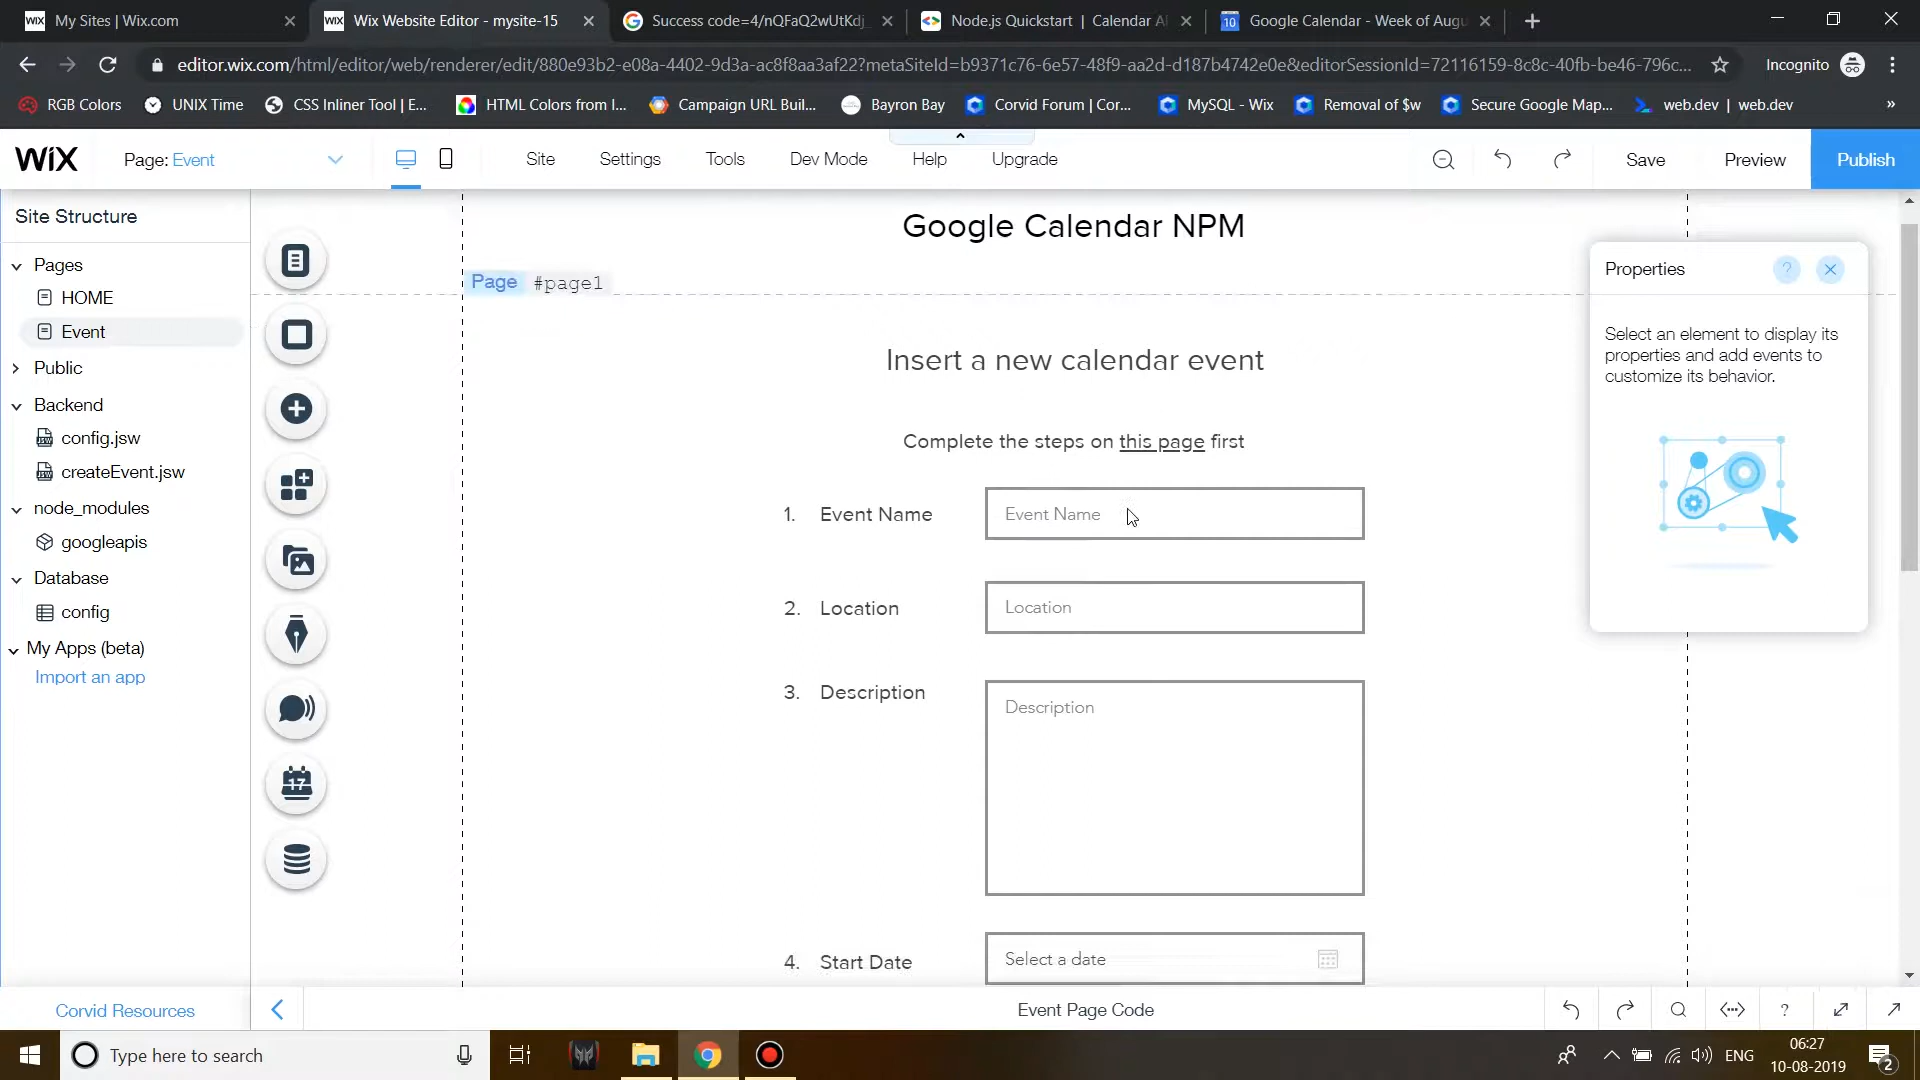 My Sites | Wix.com
Wix Website Editor - mysite-15
Success code=4/nQFaQ2wUtKdj
Node.js Quickstart | Calendar A
Google Calendar - Week of Augu
editor.wix.com/html/editor/web/renderer/edit/880e93b2-e08a-4402-9d3a-ac8f8aa3af22?metaSiteId=b9371c76-6e57-48f9-aa2d-d187b4742e0e&editorSessionId=72116159-8c8c-40fb-be46-796c...
Incognito
RGB Colors
UNIX Time
CSS Inliner Tool | E...
HTML Colors from I...
Campaign URL Buil...
Bayron Bay
Corvid Forum | Cor...
MySQL - Wix
Removal of $w
Secure Google Map...
web.dev | web.dev
»
WIX
Page: Event
Site
Settings
Tools
Dev Mode
Help
Upgrade
Save
Preview
Publish
Site Structure
Pages
HOME
Event
Public
Backend
config.jsw
createEvent.jsw
node_modules
googleapis
Database
config
My Apps (beta)
Import an app
17
Google Calendar NPM
Page #page1
Insert a new calendar event
Complete the steps on this page first
1. Event Name
Event Name
2. Location
Location
3. Description
Description
4. Start Date
Select a date
Properties
?
Select an element to display its
properties and add events to
customize its behavior.
Corvid Resources
Event Page Code
?
Type here to search
ENG
06:27
10-08-2019
2